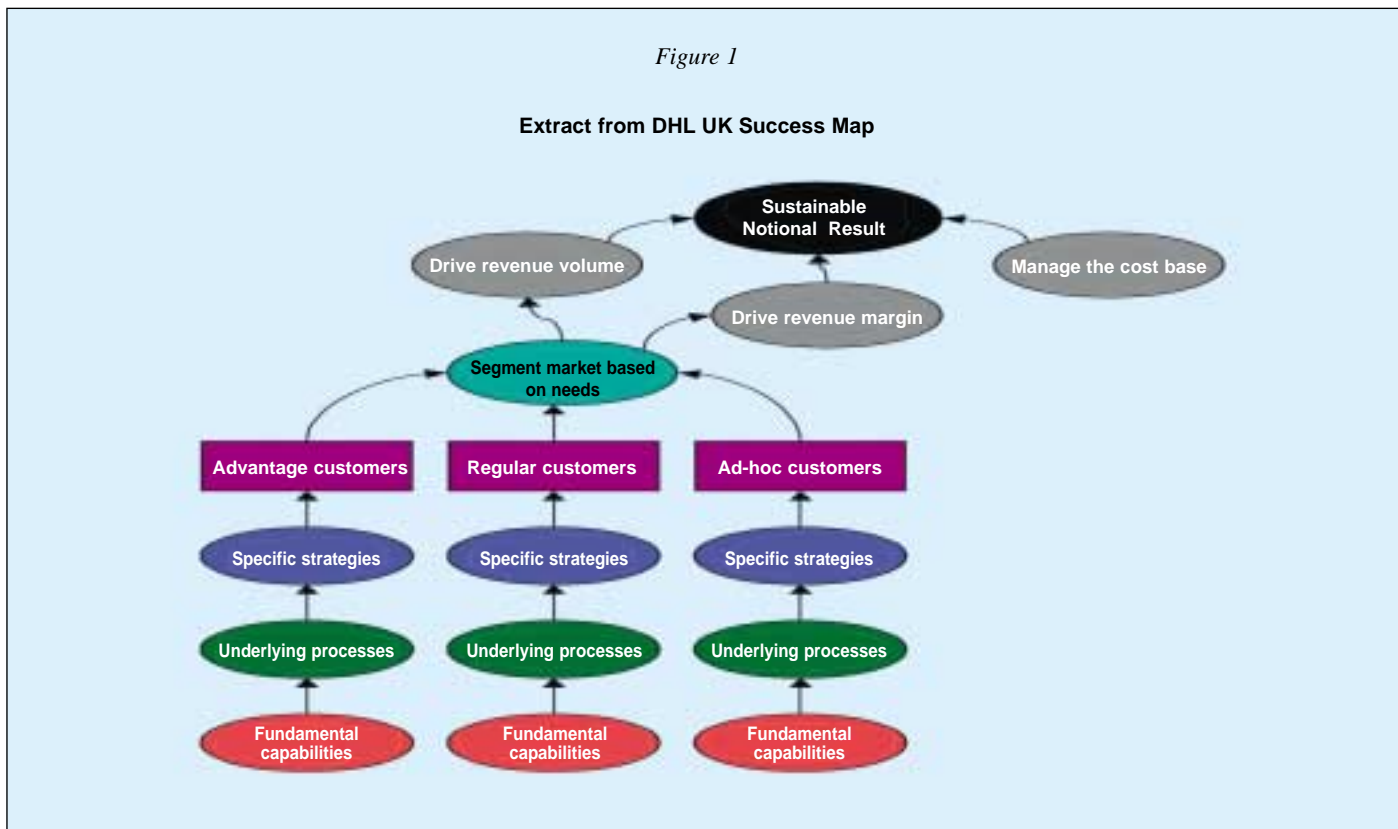 Figure 1
Extract from DHL UK Success Map
Sustainable
Notional Result
Drive revenue volume
Manage the cost base
Drive revenue margin
Segment market based
on needs
Advantage customers
Regular customers
Ad-hoc customers
Specific strategies
Specific strategies
Specific strategies
Underlying processes
Underlying processes
Underlying processes
Fundamental
capabilities
Fundamental
capabilities
Fundamental
capabilities